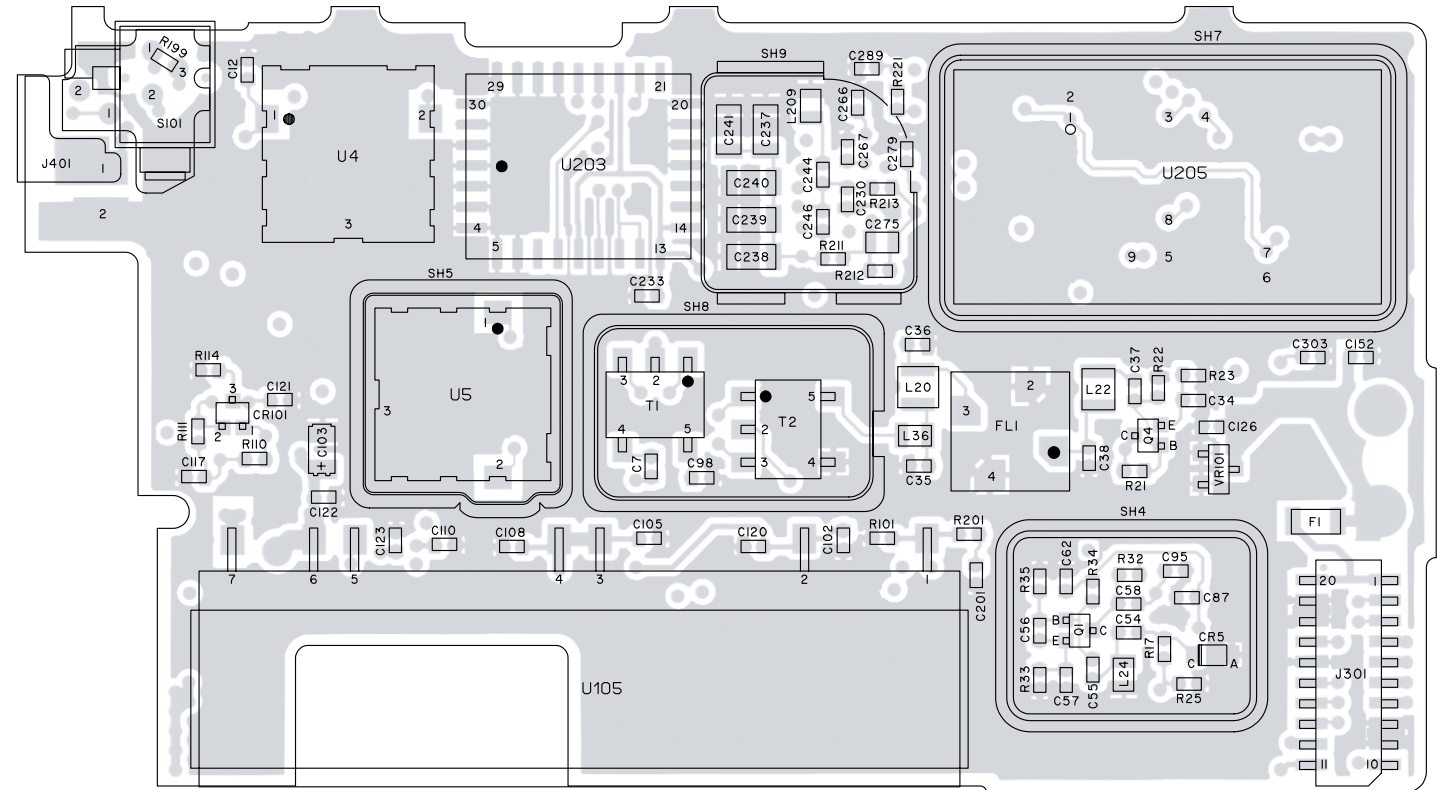 SH7
SH9
C289
R221
R199
1
3
2
S101
C12
2
1
J401
1
2
1
2
U4
3
29
21
30
20
U203
4
14
5
13
C241
C237
L209
C266
C267
C279
C244
C240
C230
R213
C239
C246
C275
C238
R211
R212
2
1
3
4
U205
8
9
5
7
6
SH5
C233
SH8
1
U5
3
2
3
2
T1
4
5
T2
5
2
3
4
C7
C98
C36
L20
L36
C35
2
3
FL1
4
L22
C37
R22
R23
C34
C126
C
Q4
E
B
C38
R21
VR101
C303
C152
R114
3
C121
CR101
R111
2
1
R110
C103
+
C117
C122
C123
C110
C108
C105
C120
C102
R101
R201
7
6
5
4
3
2
1
C201
U105
SH4
R35
C62
R34
R32
C95
C58
C87
C56
B
Q1
C
E
C54
R17
CR5
C
A
R33
C57
C55
L24
R25
F1
20
1
J301
11
10